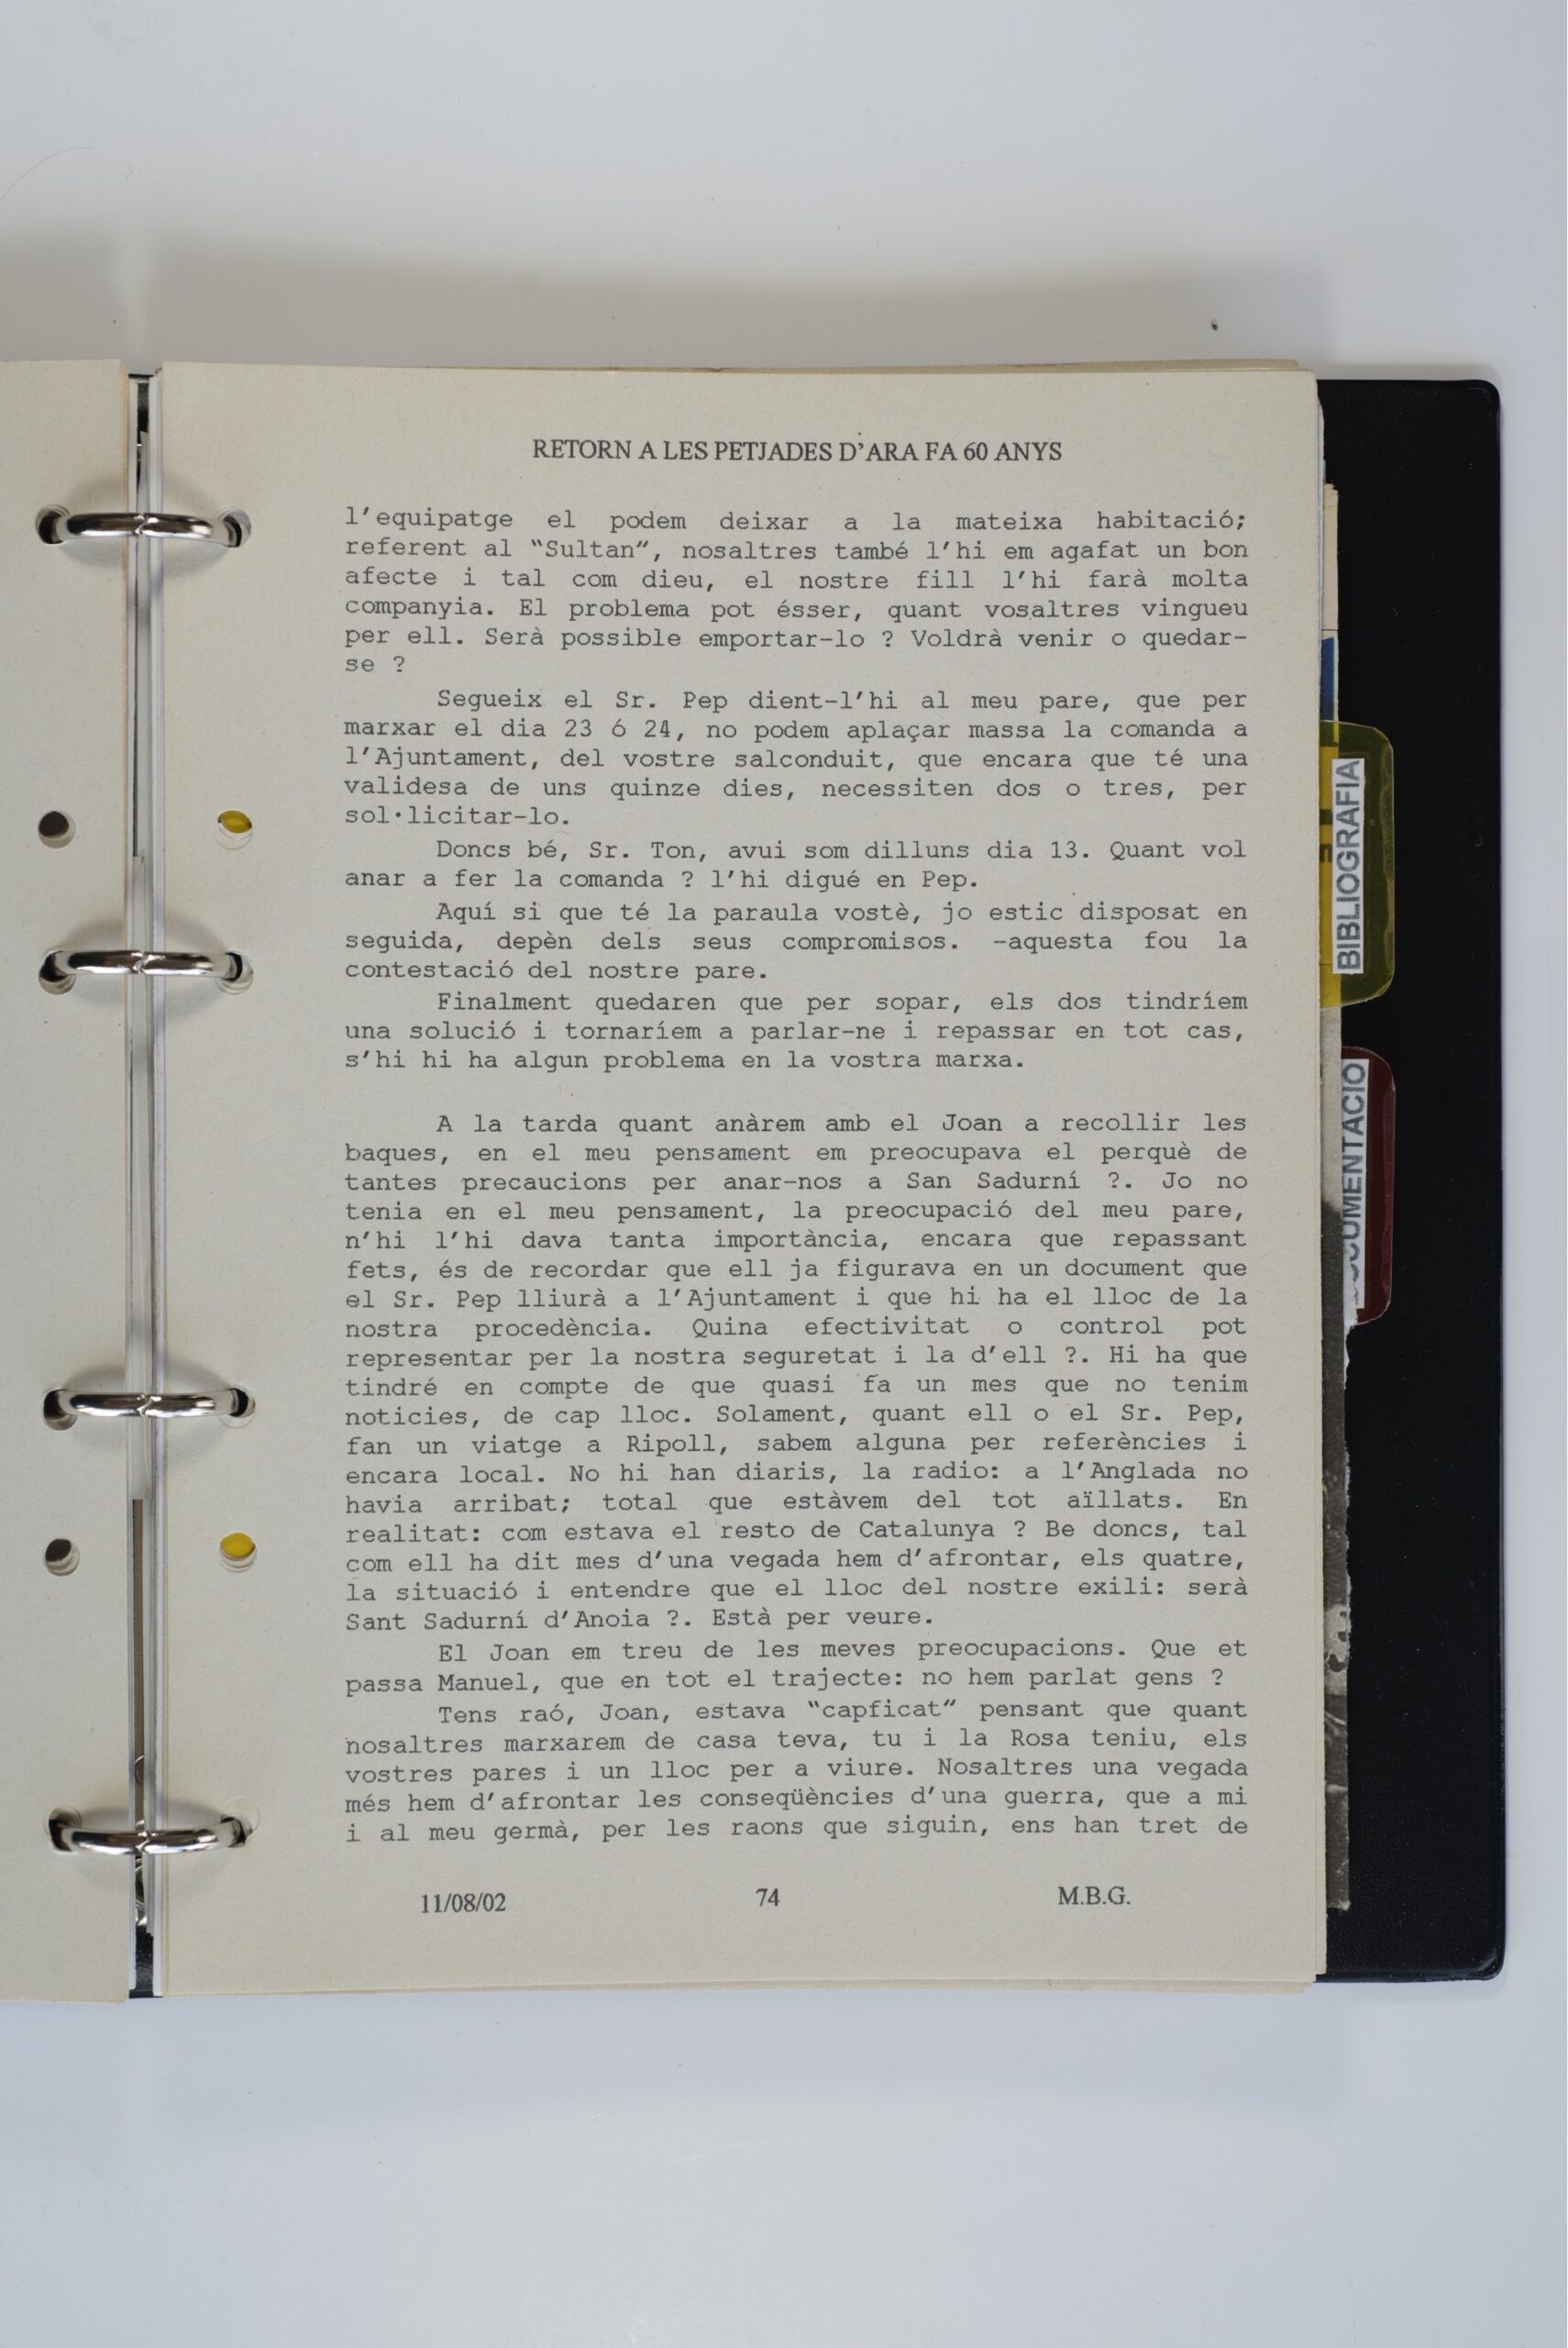 RETORN A LES PETJADES D'ARA FA 60 ANYS
l'equipatge el podem deixar a la mateixa habitació;
referent al "Sultan", nosaltres també l'hi em agafat un bon
afecte i tal com dieu, el nostre fill l'hi farà molta
companyia. El problema pot ésser, quant vosaltres vingueu
per ell. Serà possible emportar-lo ? Voldrà venir o quedar-
se ?
Segueix el Sr. Pep dient-l'hi al meu pare, que per
marxar el dia 23 ó 24, no podem aplaçar massa la comanda a
l'Ajuntament, del vostre salconduit, que encara que té una
validesa de uns quinze dies, necessiten dos o tres, per
sol·licitar-lo.
Doncs bé, Sr. Ton, avui som dilluns dia 13. Quant vol
anar a fer la comanda ? l'hi digué en Pep.
Aquí si que té la paraula vostè, jo estic disposat en
seguida, depèn dels seus compromisos. -aquesta fou la
contestació del nostre pare.
Finalment quedaren que per sopar, els dos tindríem
una solució i tornaríem a parlar-ne i repassar en tot cas,
s'hi hi ha algun problema en la vostra marxa.
A la tarda quant anàrem amb el Joan a recollir les
baques, en el meu pensament em preocupava el perquè de
tantes precaucions per anar-nos a San Sadurní ?. Jo no
tenia en el meu pensament, la preocupació del meu pare,
n'hi l'hi dava tanta importància, encara que repassant
fets, és de recordar que ell ja figurava en un document que
el Sr. Pep lliurà a l'Ajuntament i que hi ha el lloc de la
nostra procedència. Quina efectivitat o control pot
representar per la nostra seguretat i la d'ell ?. Hi ha que
tindré en compte de que quasi fa un mes que no tenim
noticies, de cap lloc. Solament, quant ell o el Sr. Pep,
fan un viatge a Ripoll, sabem alguna per referències i
encara local. No hi han diaris, la radio: a l'Anglada no
havia arribat; total que estàvem del tot aïllats. En
realitat: com estava el resto de Catalunya ? Be doncs, tal
com ell ha dit mes d'una vegada hem d'afrontar, els quatre,
la situació i entendre que el lloc del nostre exili: serà
Sant Sadurní d'Anoia ?. Està per veure.
El Joan em treu de les meves preocupacions. Que et
passa Manuel, que en tot el trajecte: no hem parlat gens ?
Tens raó, Joan, estava "capficat" pensant que quant
nosaltres marxarem de casa teva, tu i la Rosa teniu, els
vostres pares i un lloc per a viure. Nosaltres una vegada
més hem d'afrontar les conseqüències d'una guerra, que a mi
i al meu germà, per les raons que siguin, ens han tret de
11/08/02 74 M.B.G.
BIBLIOGRAFIA
OCUMENTACIO